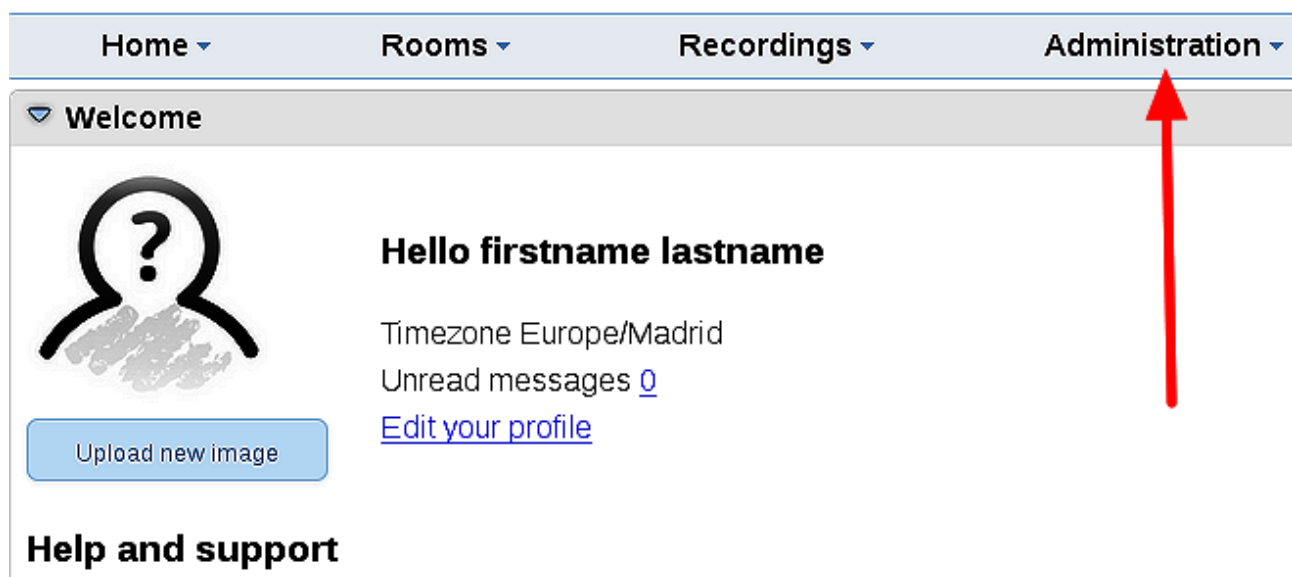 Home Rooms Recordings Administration
Welcome
?
Hello firstname lastname
Timezone Europe/Madrid
Unread messages 0
Edit your profile
Upload new image
Help and support